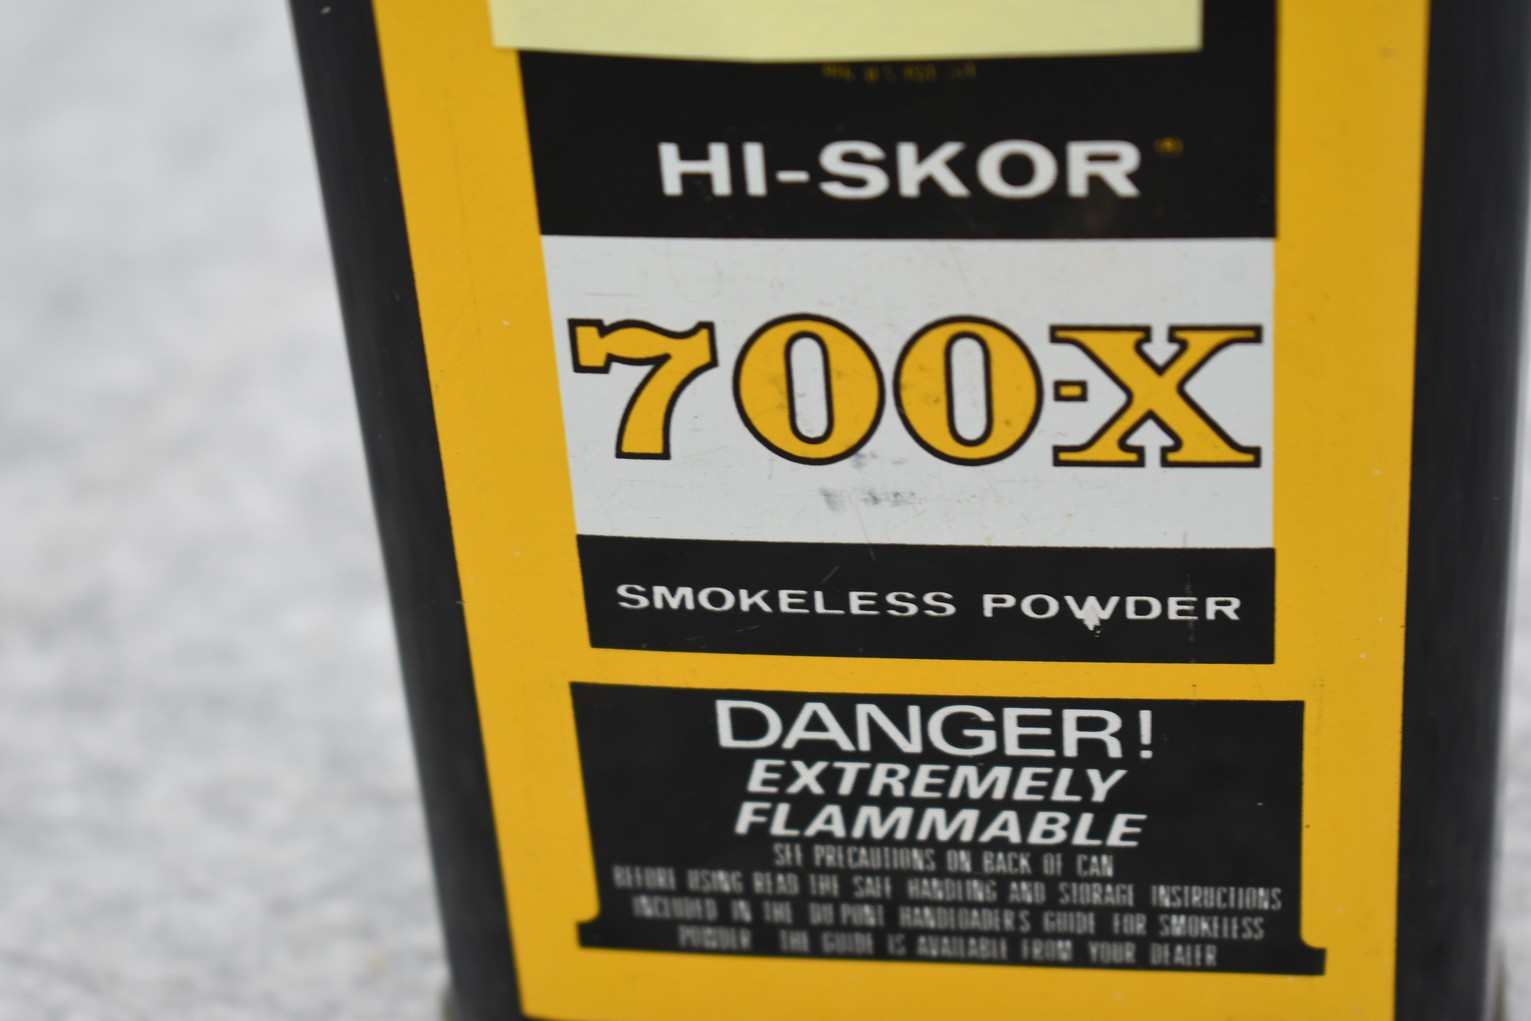 HI-SKOR®
700-X
SMOKELESS POWDER
DANGER!
EXTREMELY
FLAMMABLE
SEE PRECAUTIONS ON BACK OF CAN
BEFORE USING READ THE SAFE HANDLING AND STORAGE INSTRUCTIONS
INCLUDED IN THE DU PONT HANDLOADER'S GUIDE FOR SMOKELESS
POWDER THE GUIDE IS AVAILABLE FROM YOUR DEALER